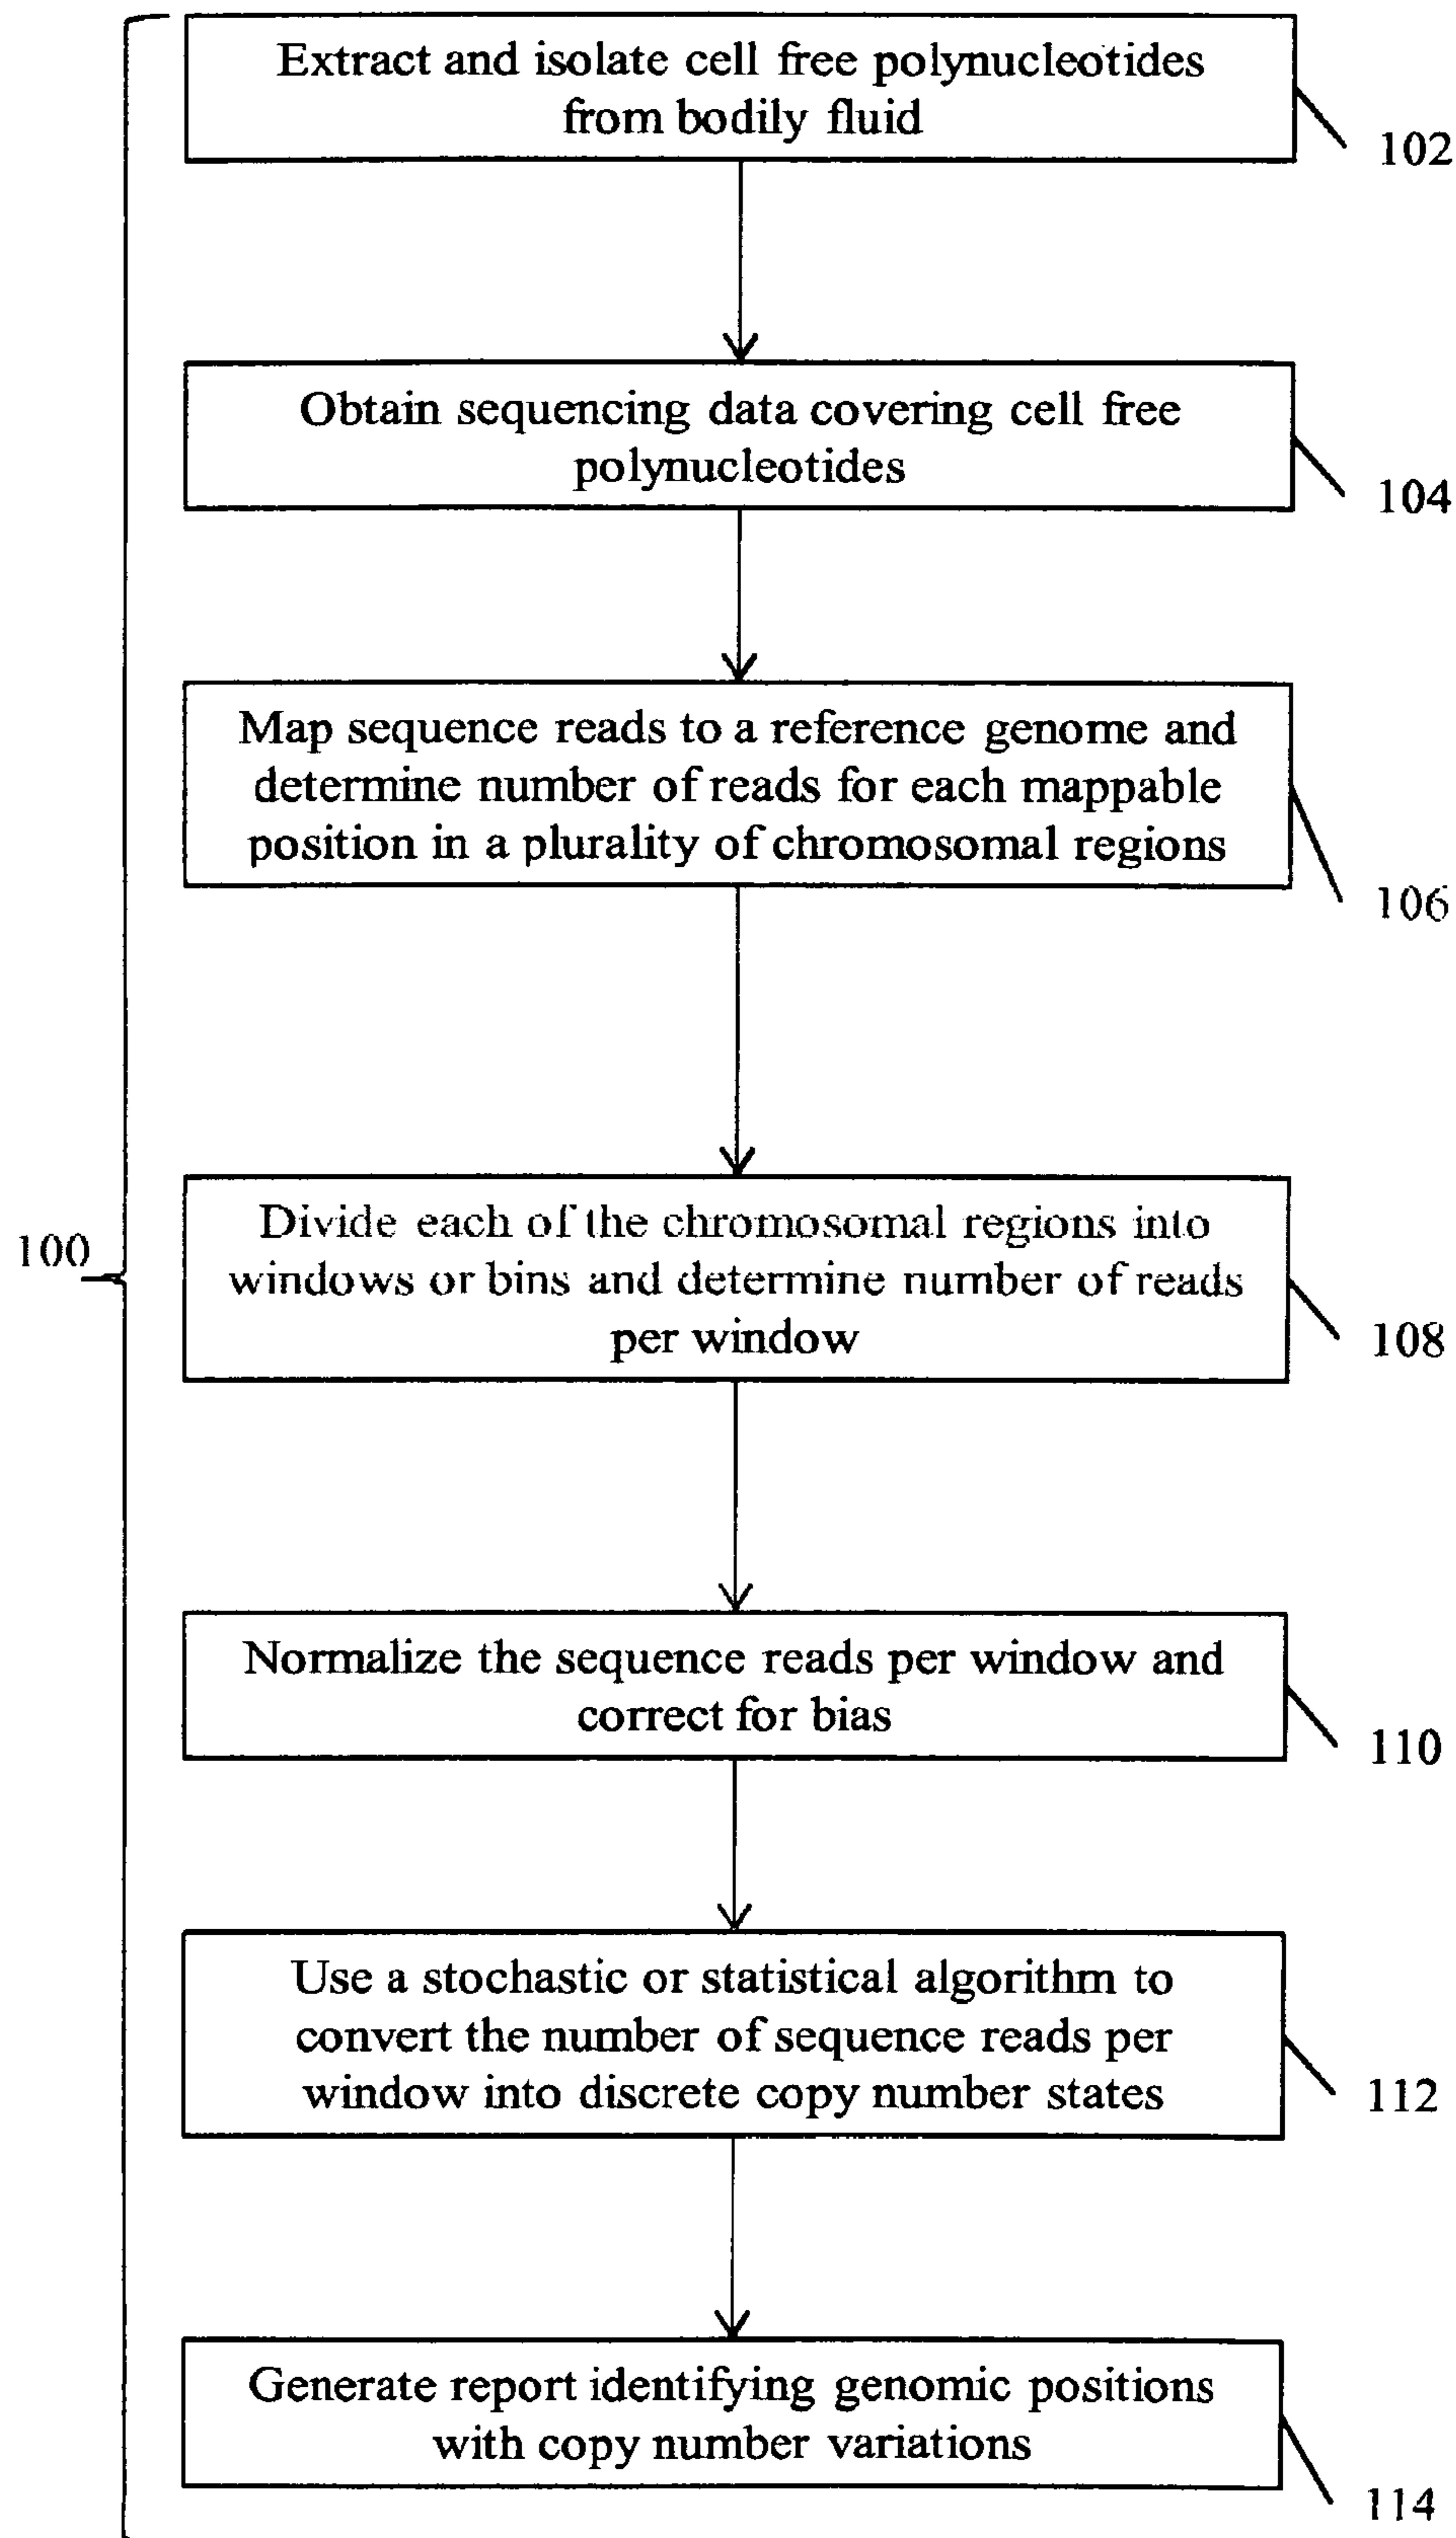 Extract and isolate cell free polynucleotides
from bodily fluid
102
Obtain sequencing data covering cell free
polynucleotides
104
Map sequence reads to a reference genome and
determine number of reads for each mappable
position in a plurality of chromosomal regions
106
100
Divide each of the chromosomal regions into
windows or bins and determine number of reads
per window
108
Normalize the sequence reads per window and
correct for bias
110
Use a stochastic or statistical algorithm to
convert the number of sequence reads per
window into discrete copy number states
112
Generate report identifying genomic positions
with copy number variations
114